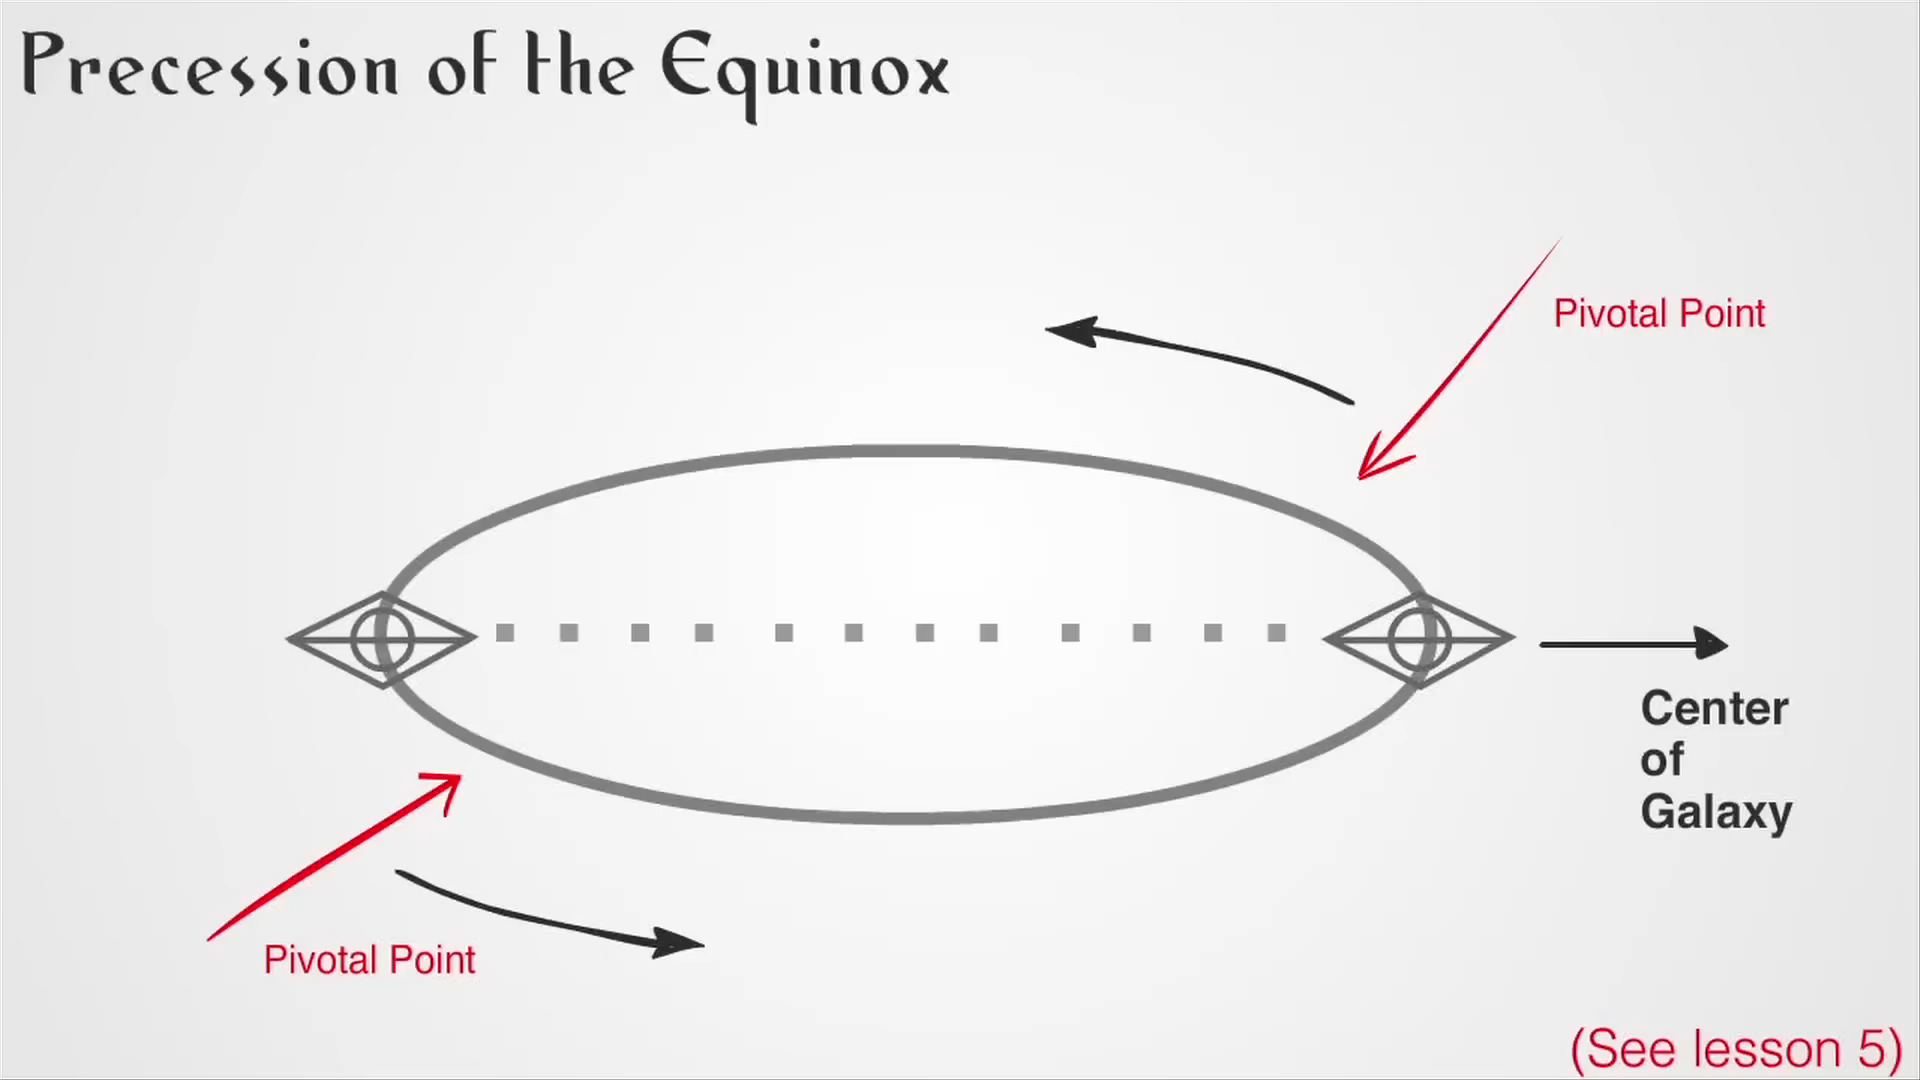 Precession of the Equinox
Pivotal Point
Center
of
Galaxy
Pivotal Point
(See lesson 5)